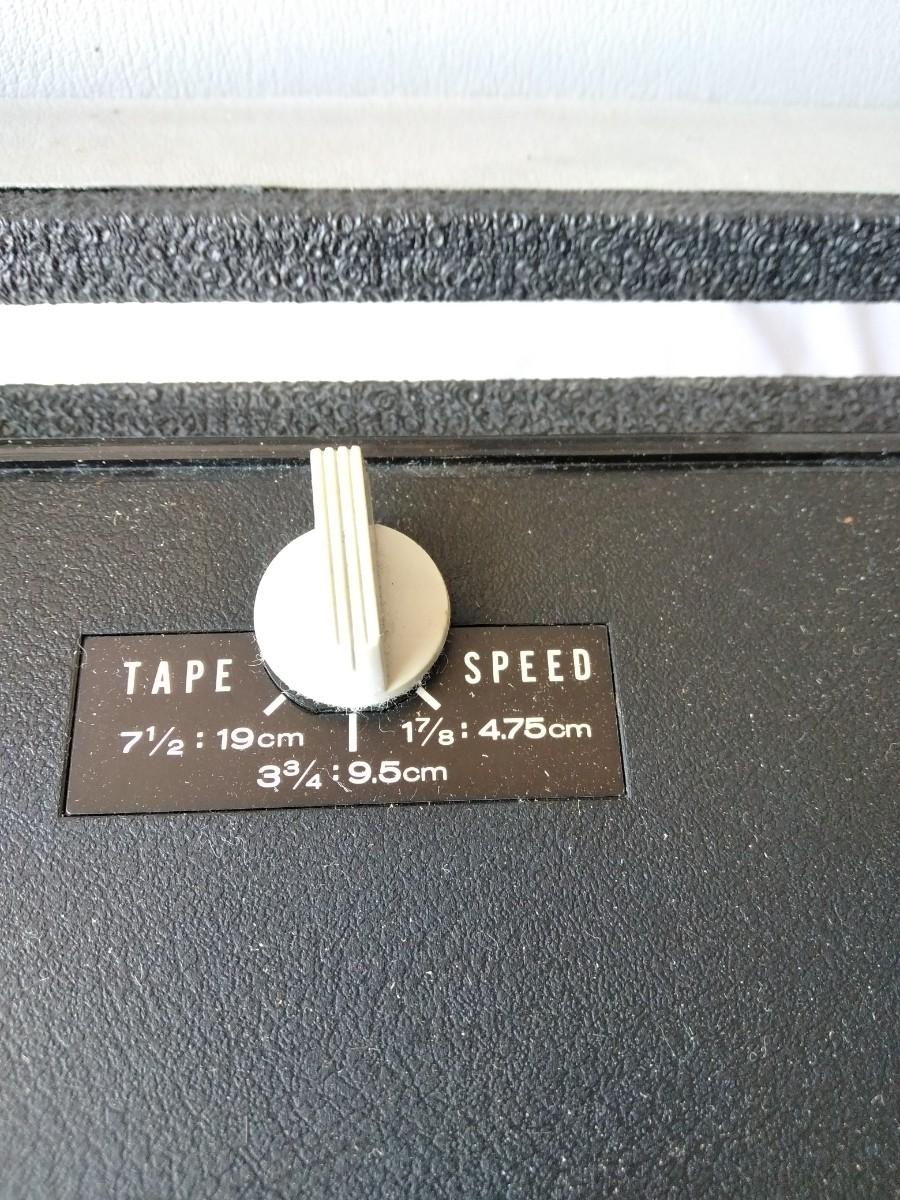 TAPE SPEED
7½ : 19cm
1⅞ : 4.75cm
3¾ : 9.5cm